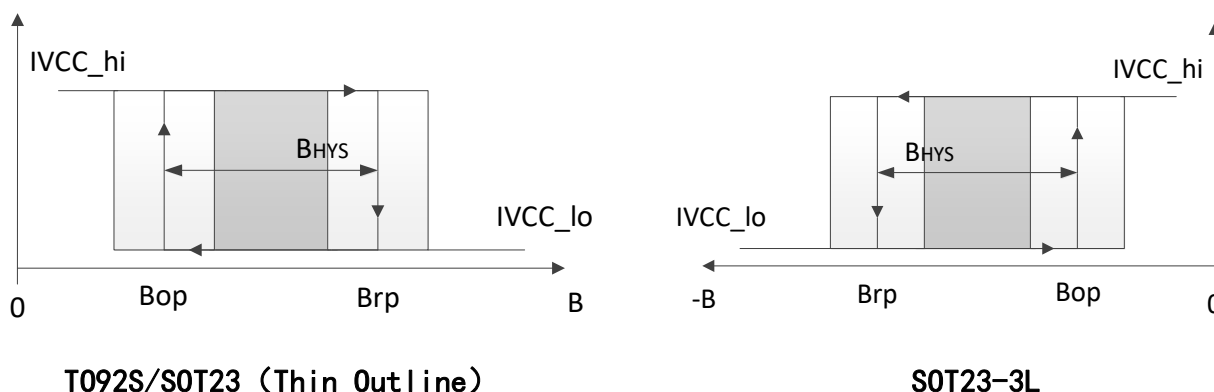 IVCC_hi
BHYS
IVCC_lo
0
Bop
Brp
B
TO92S/SOT23 (Thin Outline)
IVCC_hi
BHYS
IVCC_lo
-B
Brp
Bop
0
SOT23-3L